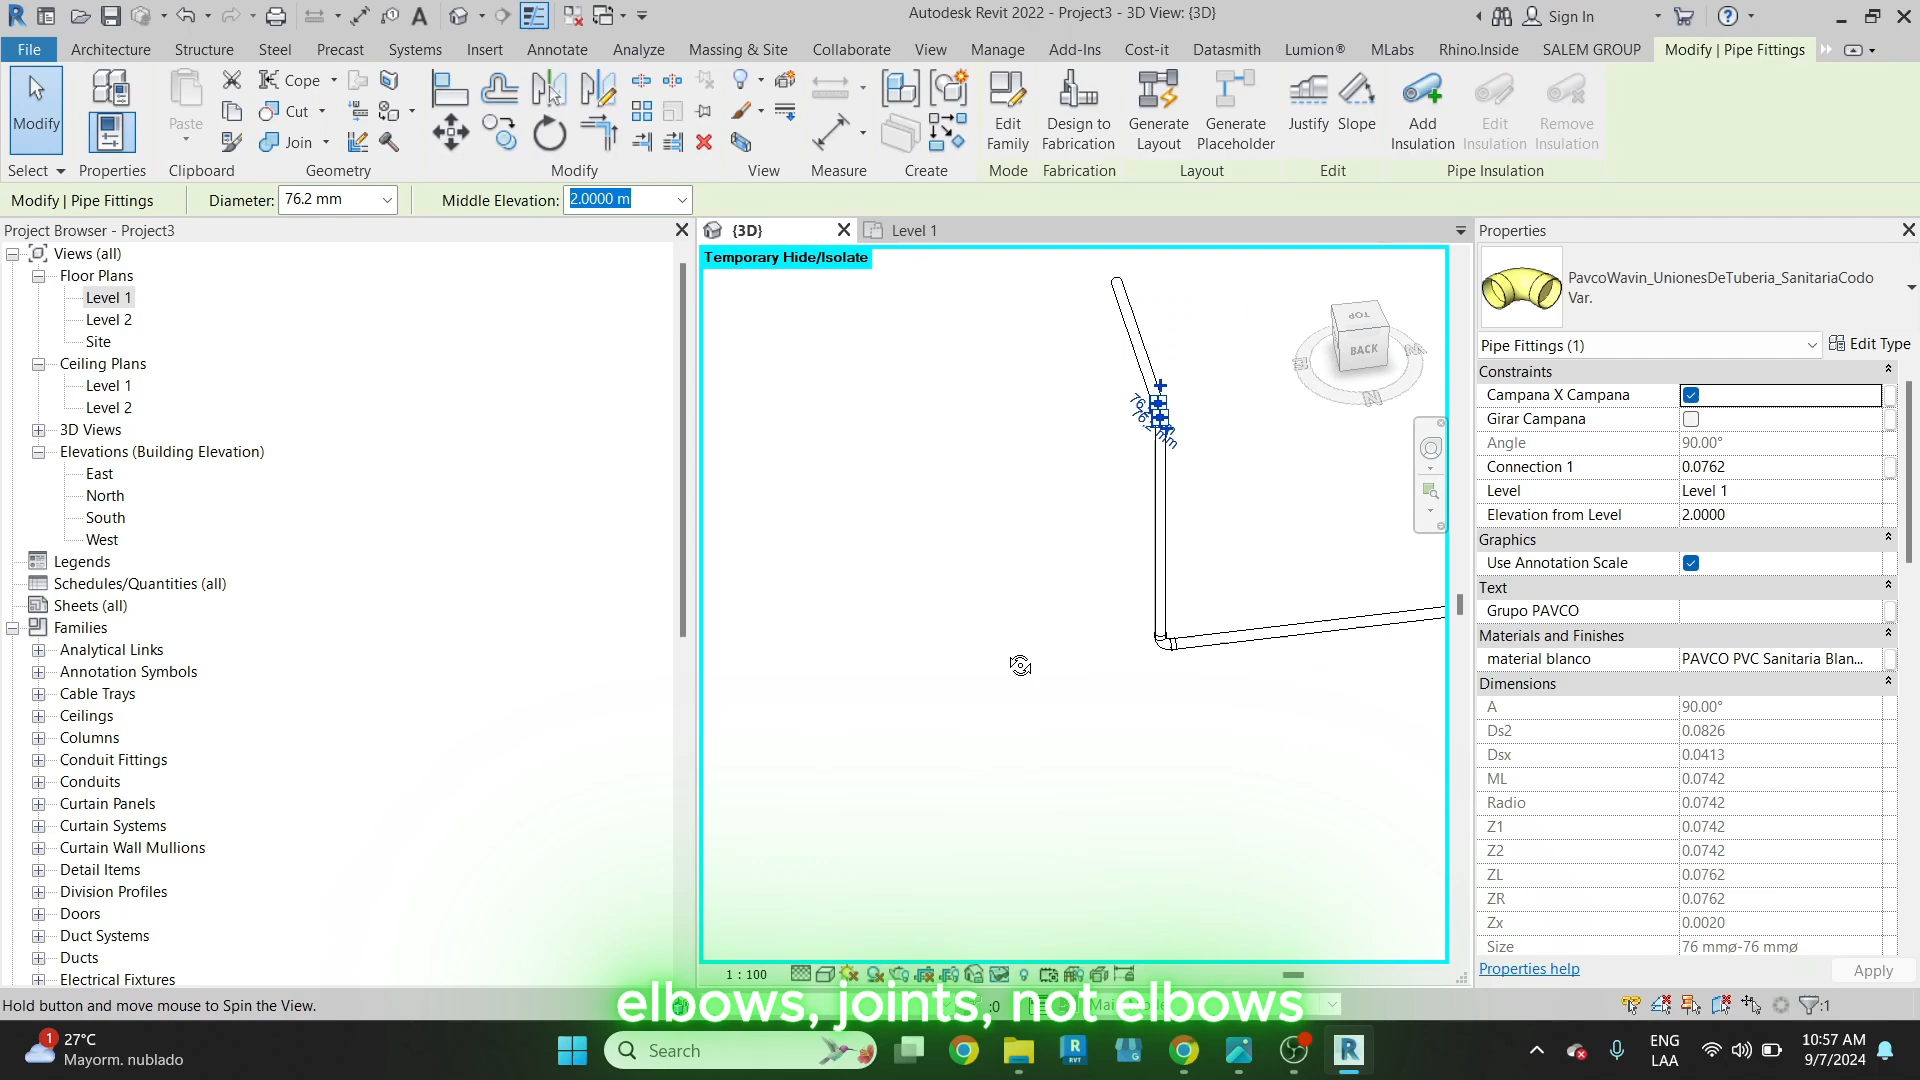 Autodesk Revit 2022 - Project3 - 3D View: {3D}
Sign In
File
Architecture
Structure
Steel
Precast
Systems
Insert
Annotate
Analyze
Massing & Site
Collaborate
View
Manage
Add-Ins
Cost-it
Datasmith
Lumion®
MLabs
Rhino.Inside
SALEM GROUP
Modify | Pipe Fittings
Modify
Paste
Cope
Cut
Join
Edit
Family
Design to
Fabrication
Generate
Layout
Generate
Placeholder
Justify
Slope
Add
Insulation
Edit
Insulation
Remove
Insulation
Select
Properties
Clipboard
Geometry
Modify
View
Measure
Create
Mode
Fabrication
Layout
Edit
Pipe Insulation
Modify | Pipe Fittings
Diameter:
76.2 mm
Middle Elevation:
2.0000 m
Project Browser - Project3
Views (all)
Floor Plans
Level 1
Level 2
Site
Ceiling Plans
Level 1
Level 2
3D Views
Elevations (Building Elevation)
East
North
South
West
Legends
Schedules/Quantities (all)
Sheets (all)
Families
Analytical Links
Annotation Symbols
Cable Trays
Ceilings
Columns
Conduit Fittings
Conduits
Curtain Panels
Curtain Systems
Curtain Wall Mullions
Detail Items
Division Profiles
Doors
Duct Systems
Ducts
Electrical Fixtures
{3D}
Level 1
Temporary Hide/Isolate
TOP
BACK
N
1 : 100
Properties
PavcoWavin_UnionesDeTuberia_SanitariaCodo
Var.
Pipe Fittings (1)
Edit Type
Constraints
Campana X Campana
Girar Campana
Angle 90.00°
Connection 1 0.0762
Level Level 1
Elevation from Level 2.0000
Graphics
Use Annotation Scale
Text
Grupo PAVCO
Materials and Finishes
material blanco PAVCO PVC Sanitaria Blan...
Dimensions
A 90.00°
Ds2 0.0826
Dsx 0.0413
ML 0.0742
Radio 0.0742
Z1 0.0742
Z2 0.0742
ZL 0.0762
ZR 0.0762
Zx 0.0020
Size 76 mmø-76 mmø
Properties help
Apply
Hold button and move mouse to Spin the View.
:0
:1
elbows, joints, not elbows
1
27°C
Mayorm. nublado
Search
RVT
ENG
LAA
10:57 AM
9/7/2024